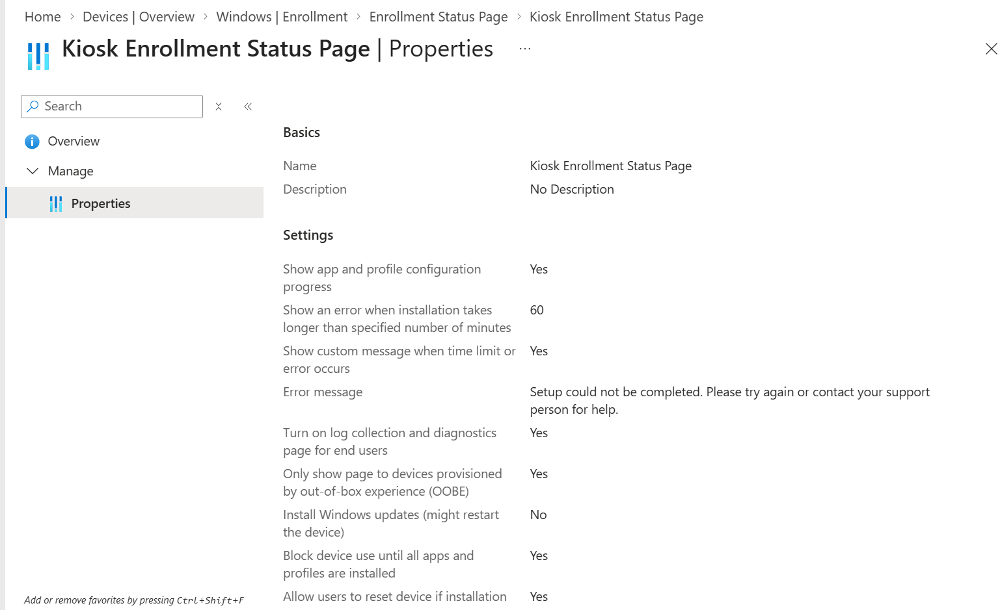 Home > Devices | Overview > Windows | Enrollment > Enrollment Status Page > Kiosk Enrollment Status Page
Kiosk Enrollment Status Page | Properties ...
Search
Overview
Manage
Properties
Basics
Name Kiosk Enrollment Status Page
Description No Description
Settings
Show app and profile configuration Yes
progress
Show an error when installation takes 60
longer than specified number of minutes
Show custom message when time limit or Yes
error occurs
Error message Setup could not be completed. Please try again or contact your support
person for help.
Turn on log collection and diagnostics Yes
page for end users
Only show page to devices provisioned Yes
by out-of-box experience (OOBE)
Install Windows updates (might restart No
the device)
Block device use until all apps and Yes
profiles are installed
Allow users to reset device if installation Yes
Add or remove favorites by pressing Ctrl+Shift+F